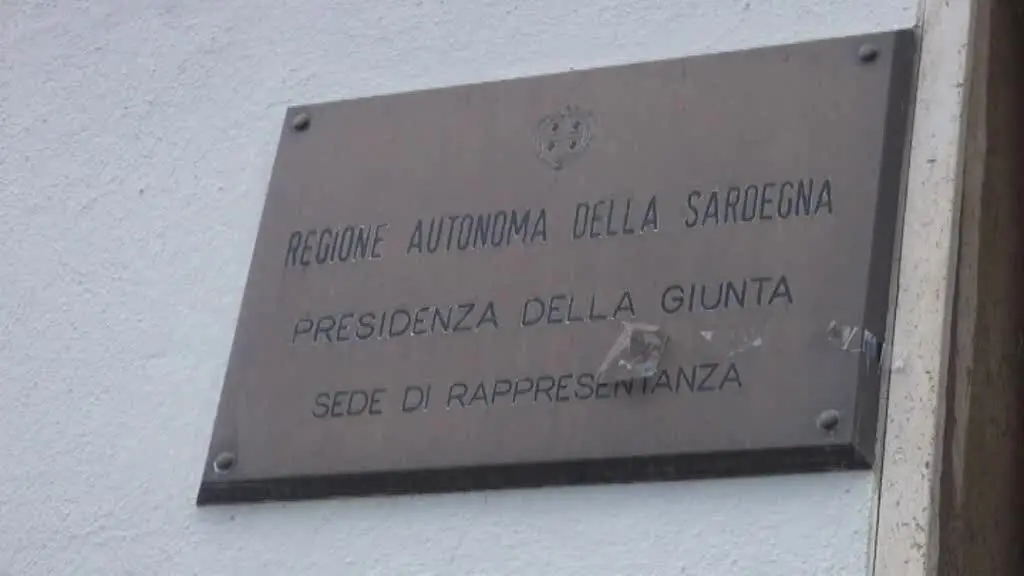 REGIONE AUTONOMA DELLA SARDEGNA
PRESIDENZA DELLA GIUNTA
SEDE DI RAPPRESENTANZA